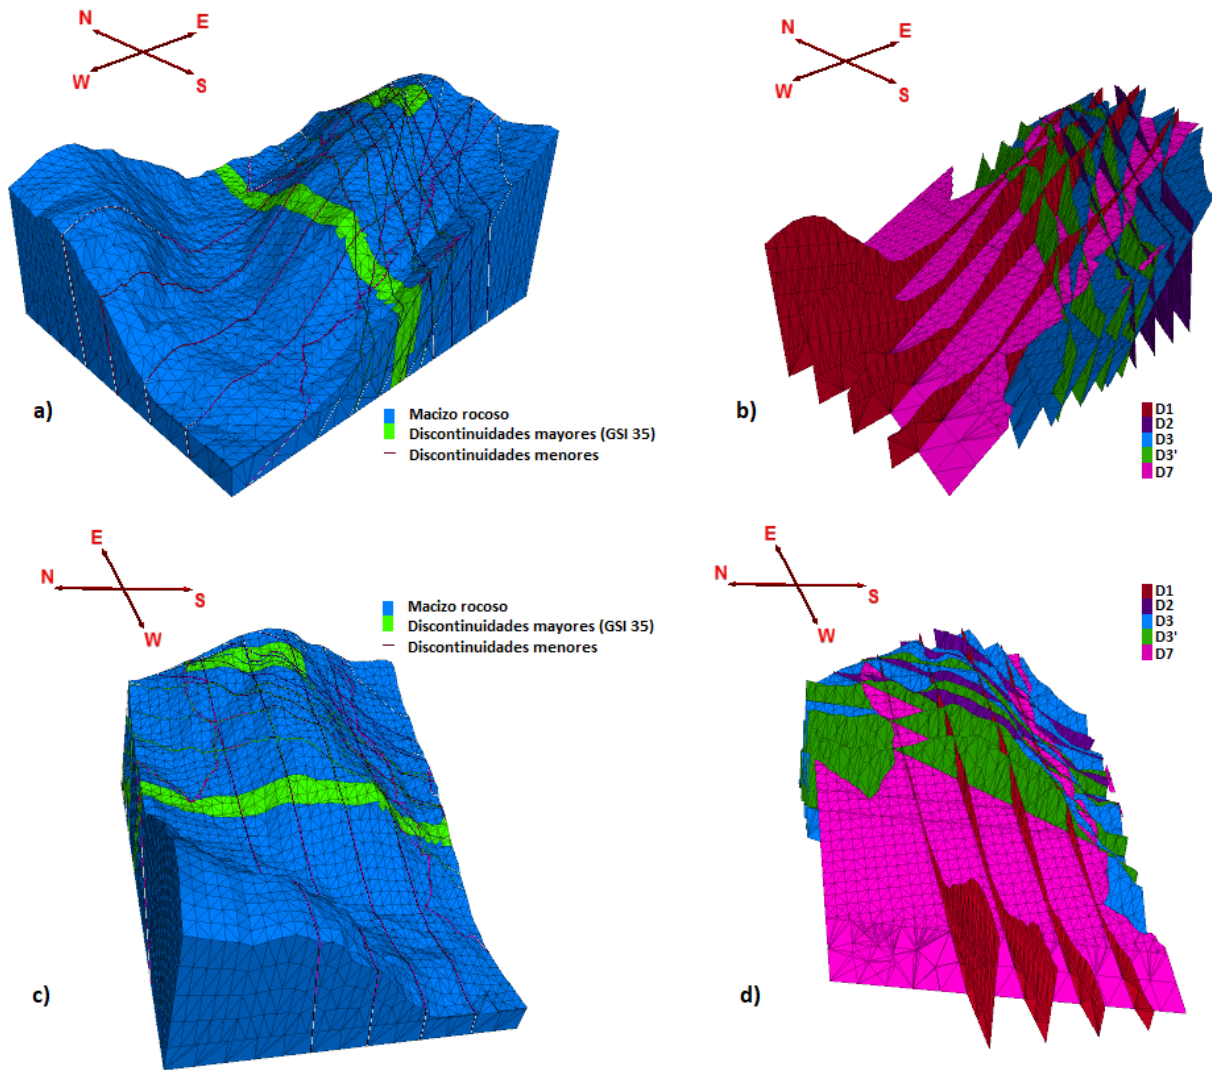 N
E
W
S
a)
Macizo rocoso
Discontinuidades mayores (GSI 35)
Discontinuidades menores
N
E
W
S
b)
D1
D2
D3
D3'
D7
E
N
S
W
Macizo rocoso
Discontinuidades mayores (GSI 35)
Discontinuidades menores
c)
E
N
S
W
D1
D2
D3
D3'
D7
d)